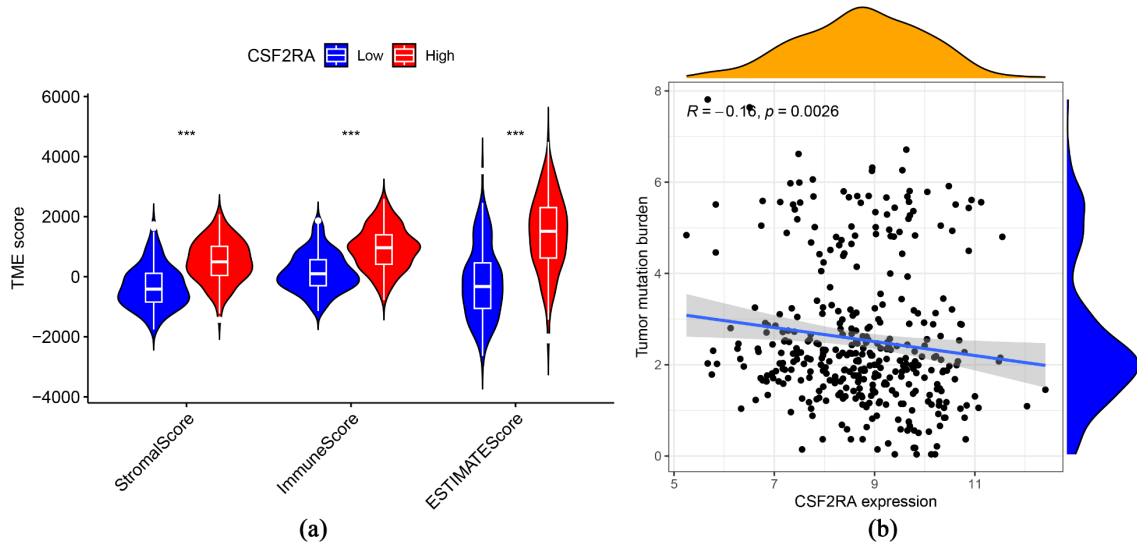 CSF2RA Low High
TME score
6000
4000
2000
0
−2000
−4000
*** *** ***
StromalScore
ImmuneScore
ESTIMATEScore
(a)
R = −0.16, p = 0.0026
Tumor mutation burden
8
6
4
2
0
5 7 9 11
CSF2RA expression
(b)